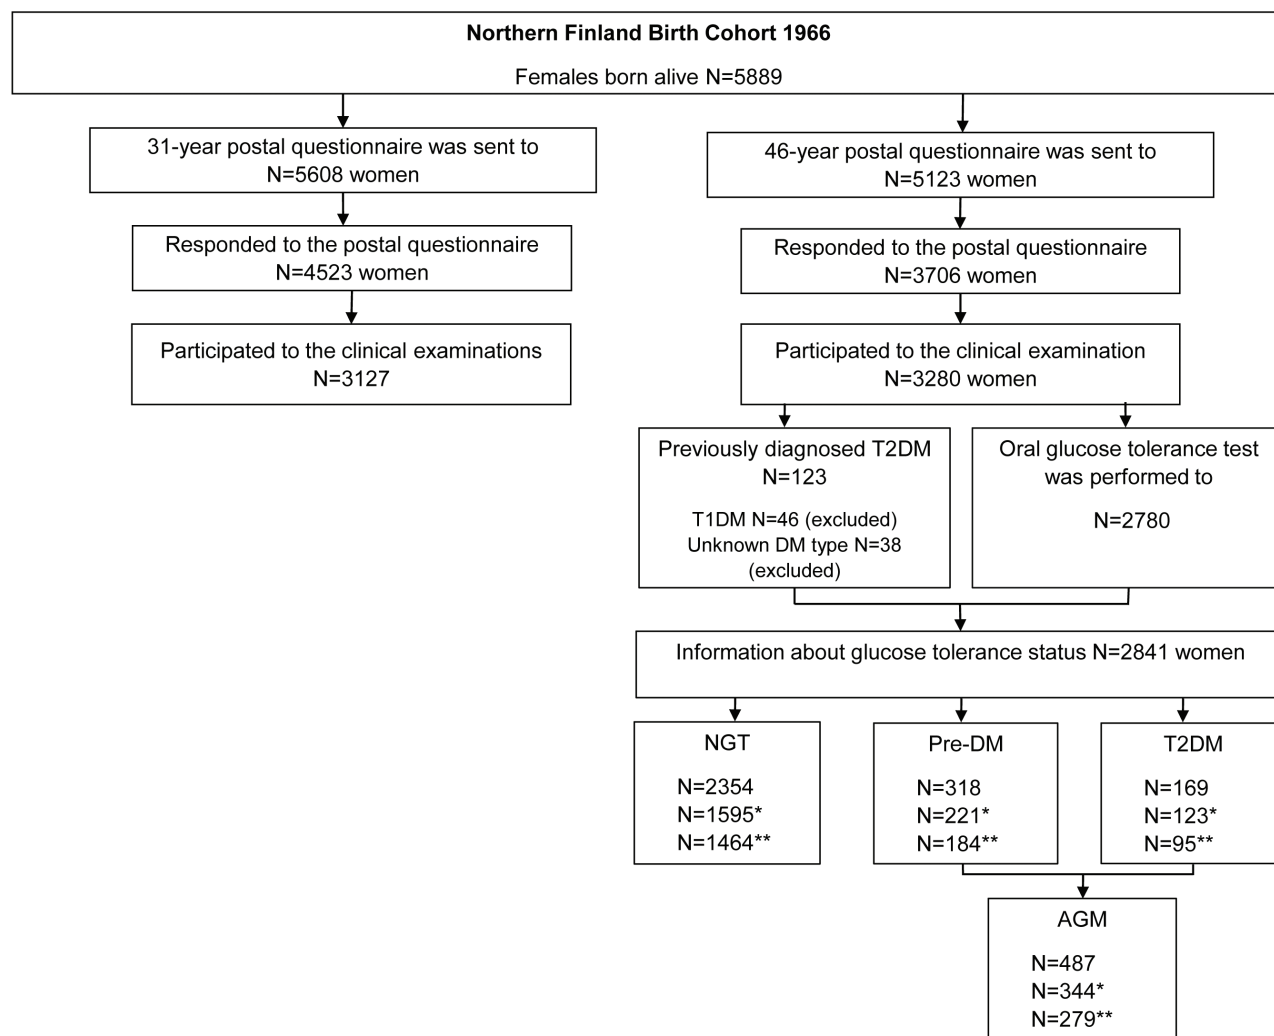 Northern Finland Birth Cohort 1966
Females born alive N=5889
31-year postal questionnaire was sent to
N=5608 women
Responded to the postal questionnaire
N=4523 women
Participated to the clinical examinations
N=3127
46-year postal questionnaire was sent to
N=5123 women
Responded to the postal questionnaire
N=3706 women
Participated to the clinical examination
N=3280 women
Previously diagnosed T2DM
N=123
T1DM N=46 (excluded)
Unknown DM type N=38
(excluded)
Oral glucose tolerance test
was performed to
N=2780
Information about glucose tolerance status N=2841 women
NGT
N=2354
N=1595*
N=1464**
Pre-DM
N=318
N=221*
N=184**
T2DM
N=169
N=123*
N=95**
AGM
N=487
N=344*
N=279**